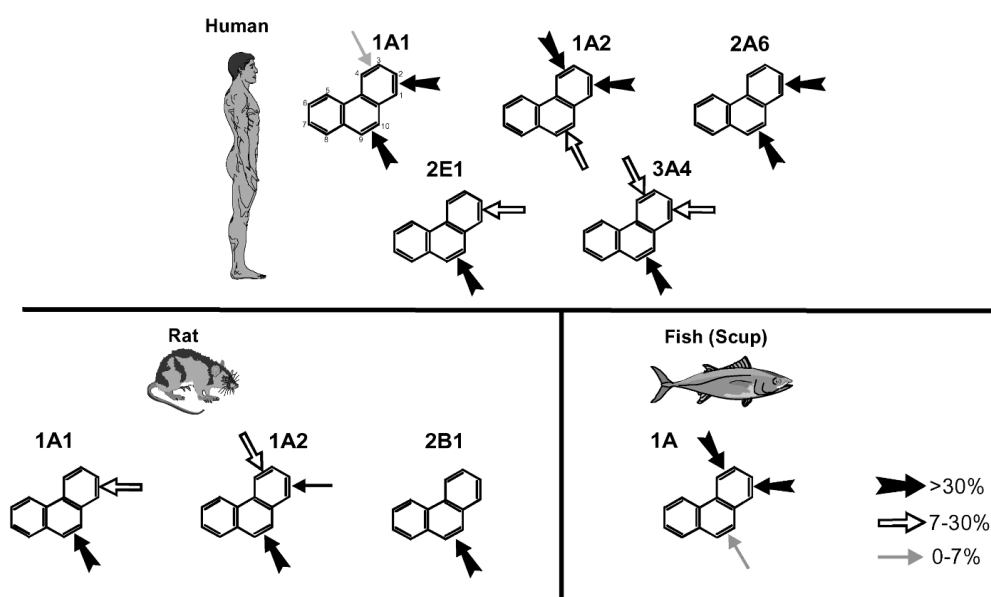 Human
1A1
1A2
2A6
3
4
2
5
1
6
7
10
8
9
2E1
3A4
Rat
Fish (Scup)
1A1
1A2
2B1
1A
>30%
7-30%
0-7%